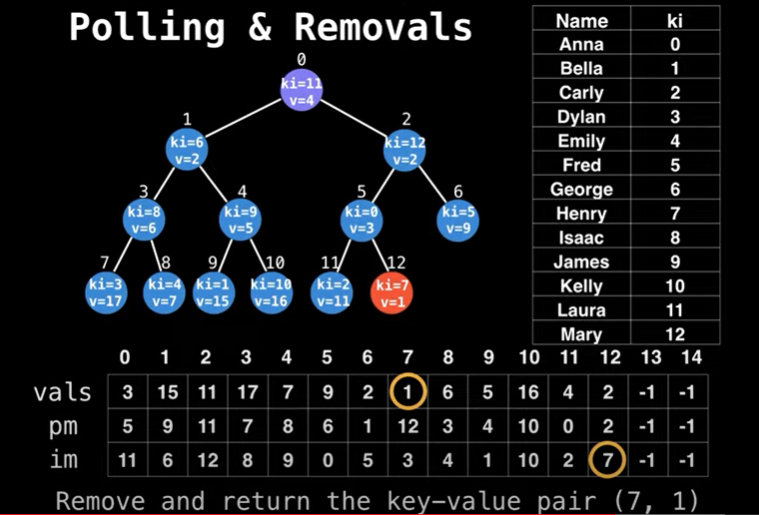 Polling & Removals
0
ki=11
v=4
1
2
ki=6
v=2
ki=12
v=2
3
4
5
6
ki=8
v=6
ki=9
v=5
ki=0
v=3
ki=5
v=9
7
8
9
10
11
12
ki=3
v=17
ki=4
v=7
ki=1
v=15
ki=10
v=16
ki=2
v=11
ki=7
v=1
Name ki
Anna 0
Bella 1
Carly 2
Dylan 3
Emily 4
Fred 5
George 6
Henry 7
Isaac 8
James 9
Kelly 10
Laura 11
Mary 12
0 1 2 3 4 5 6 7 8 9 10 11 12 13 14
vals 3 15 11 17 7 9 2 1 6 5 16 4 2 -1 -1
pm 5 9 11 7 8 6 1 12 3 4 10 0 2 -1 -1
im 11 6 12 8 9 0 5 3 4 1 10 2 7 -1 -1
Remove and return the key-value pair (7, 1)